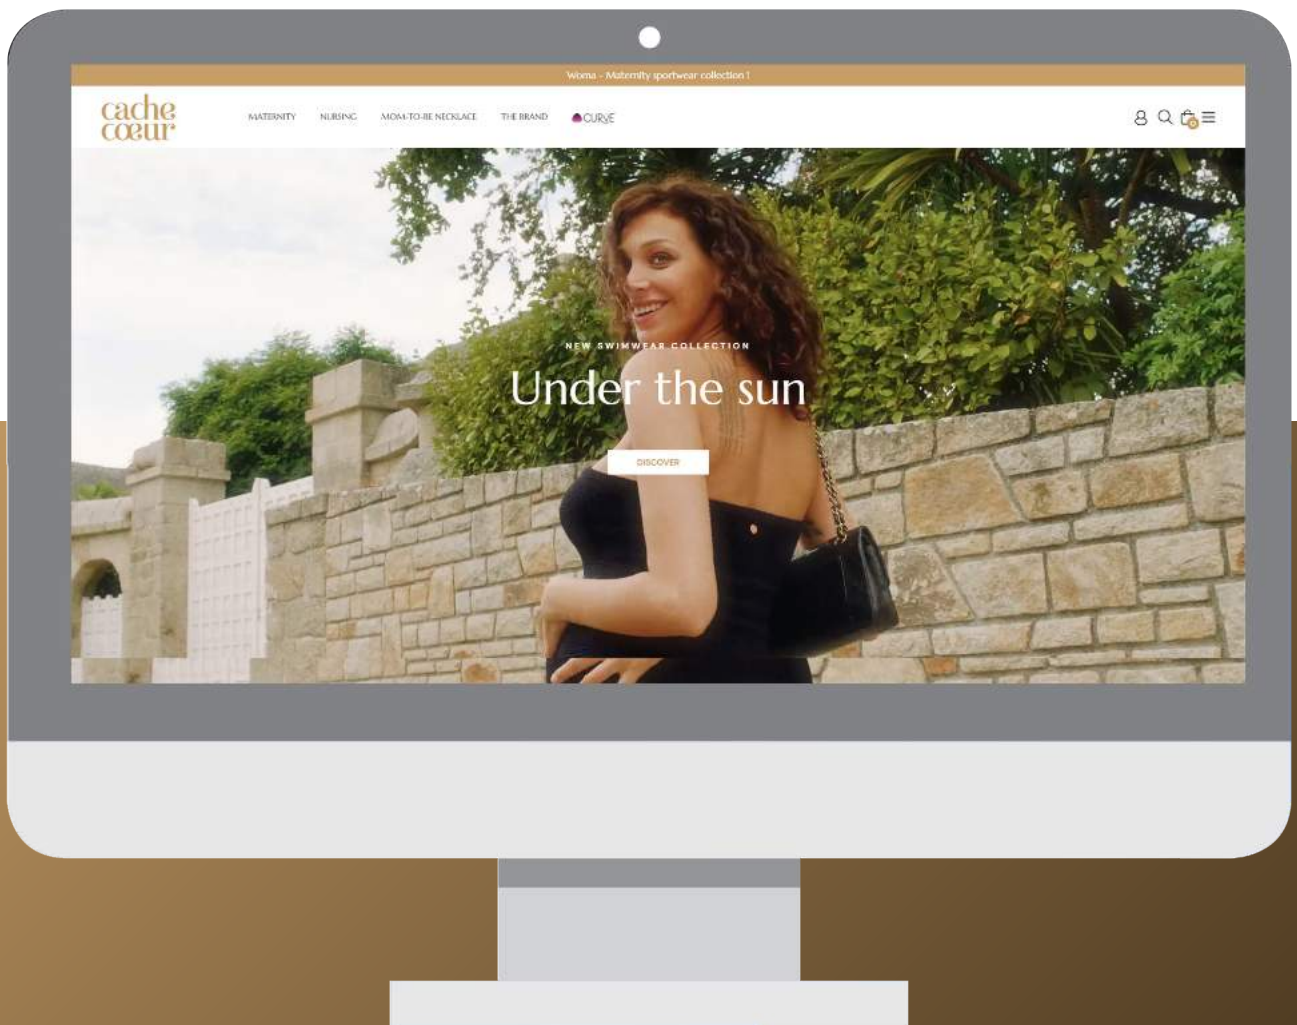 Woma - Maternity sportwear collection !
cache
cœur
MATERNITY NURSING MOM-TO-BE NECKLACE THE BRAND CURVE
0
NEW SWIMWEAR COLLECTION
Under the sun
DISCOVER